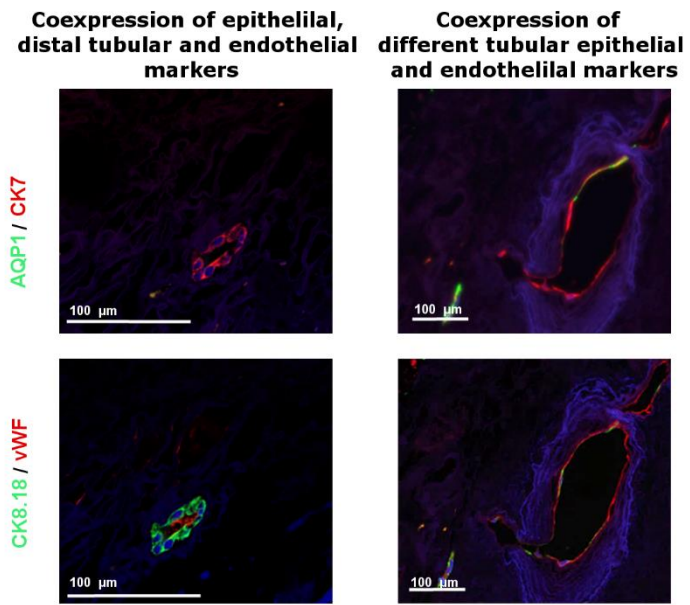 Coexpression of epithelilal,
distal tubular and endothelial
markers
Coexpression of
different tubular epithelial
and endothelilal markers
AQP1 / CK7
100 µm
100 µm
CK8.18 / vWF
100 µm
100 µm